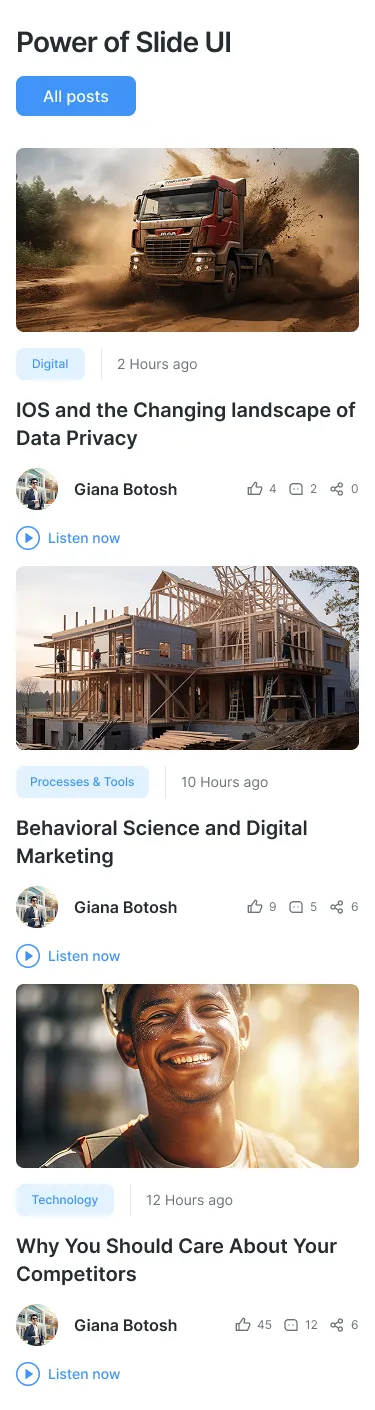 Power of Slide UI
All posts
Digital
2 Hours ago
IOS and the Changing landscape of
Data Privacy
Giana Botosh
4
2
0
Listen now
Processes & Tools
10 Hours ago
Behavioral Science and Digital
Marketing
Giana Botosh
9
5
6
Listen now
Technology
12 Hours ago
Why You Should Care About Your
Competitors
Giana Botosh
45
12
6
Listen now